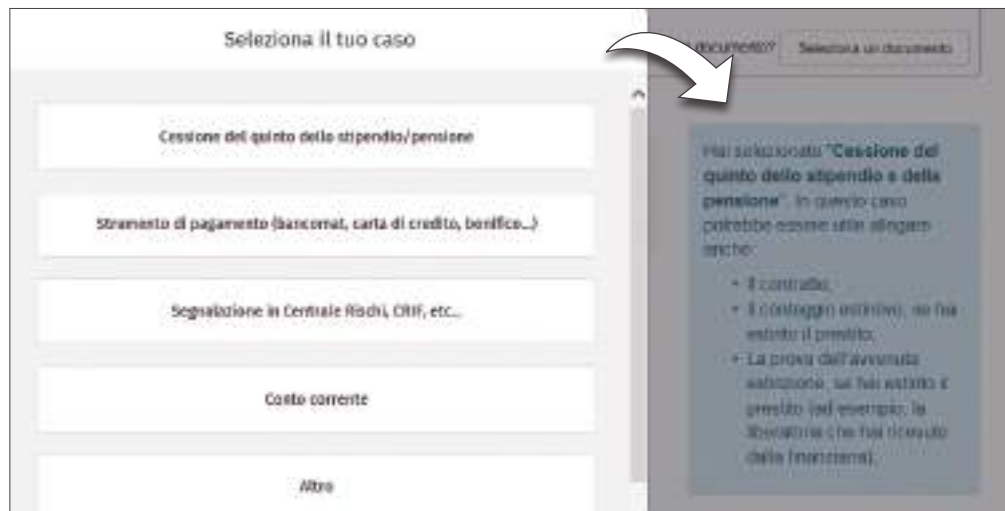 Seleziona il tuo caso
Cessione del quinto dello stipendio/pensione
Strumento di pagamento (bancomat, carta di credito, bonifico...)
Segnalazione in Centrale Rischi, CRIF, etc...
Conto corrente
Altro
documento?
Seleziona un documento
Hai selezionato "Cessione del
quinto dello stipendio e della
pensione". In questo caso
potrebbe essere utile allegare
anche:
• Il contratto;
• Il conteggio estintivo, se hai
estinto il prestito;
• La prova dell'avvenuta
estinzione, se hai estinto il
prestito (ad esempio, la
liberatoria che hai ricevuto
dalla finanziaria).